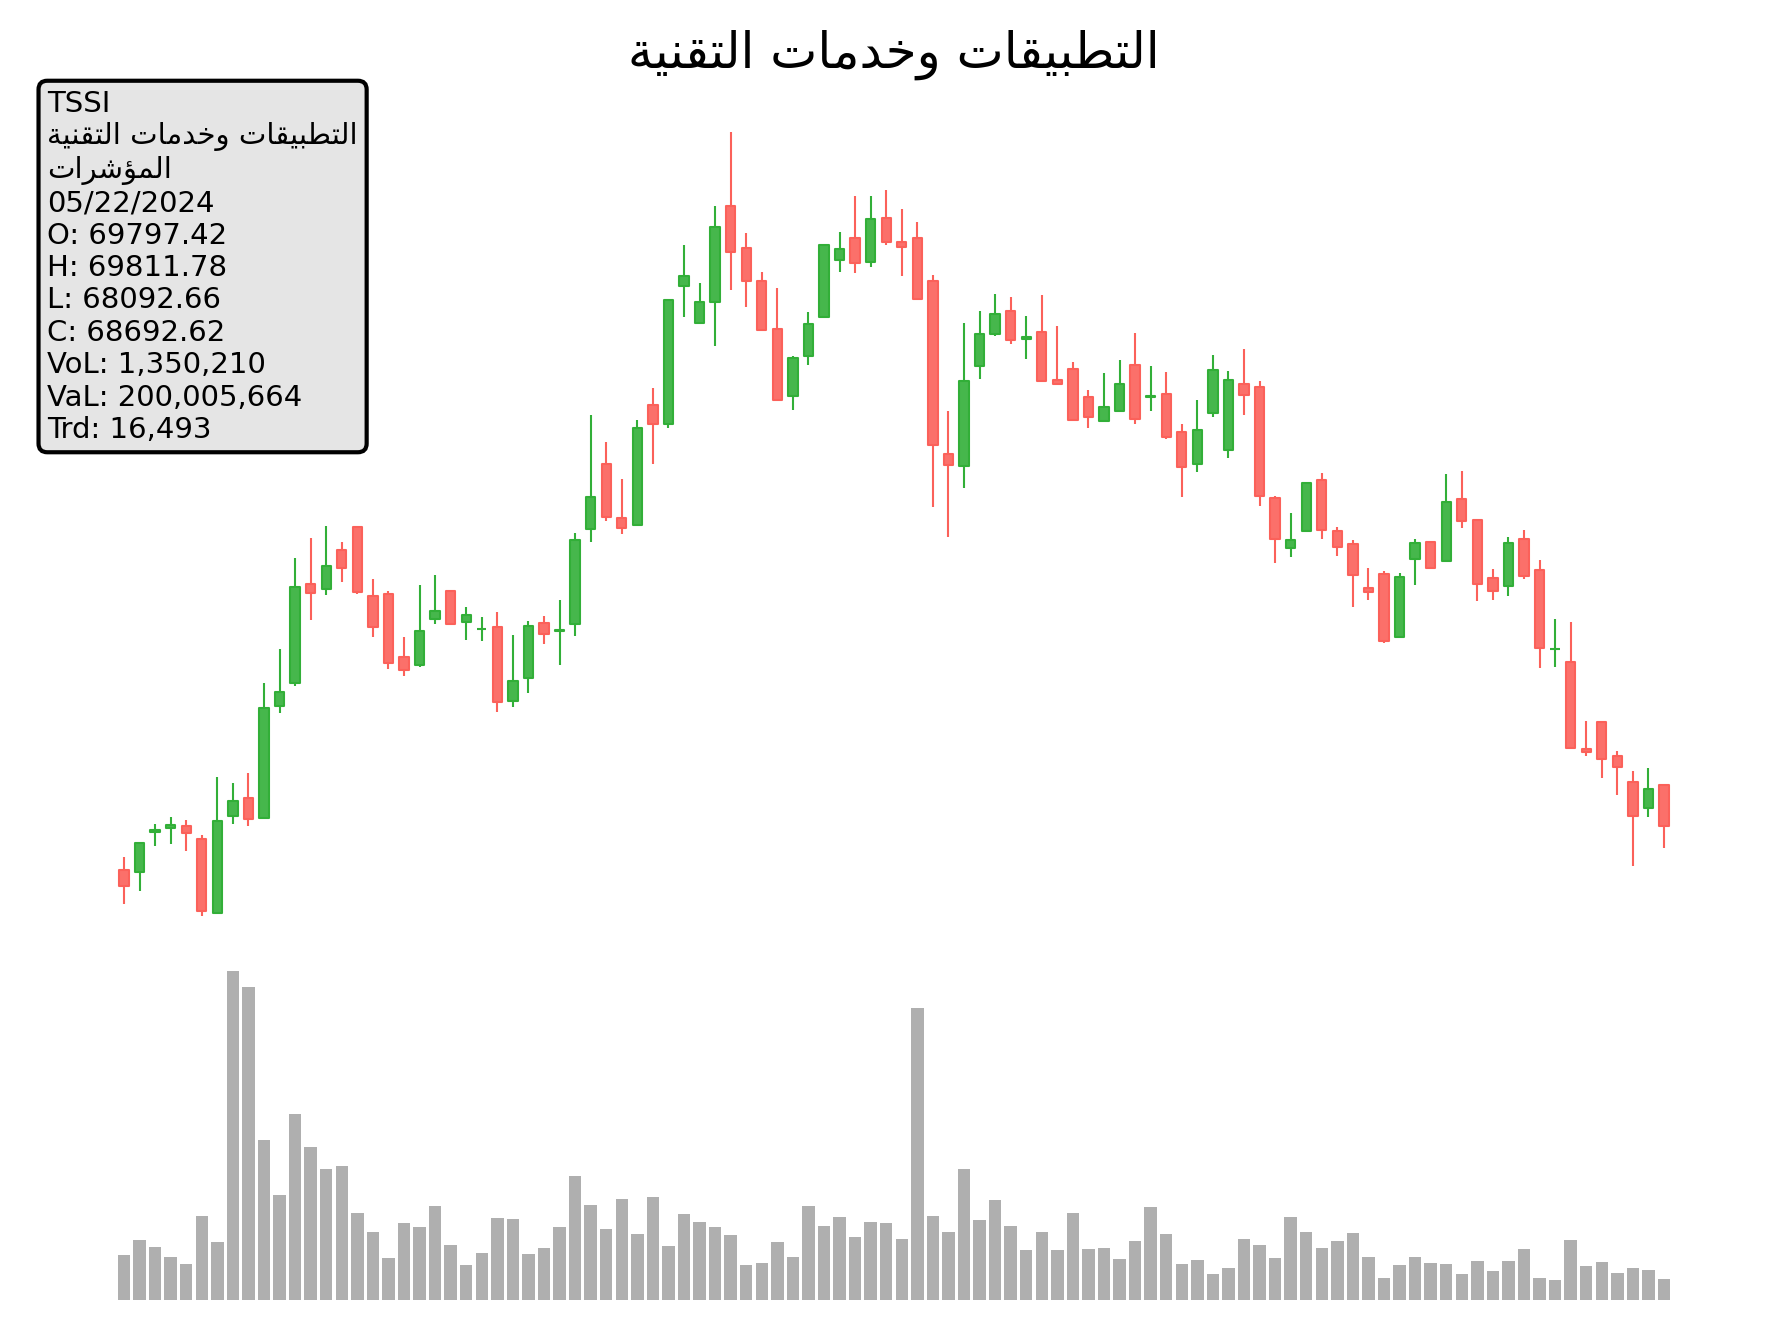 التطبيقات وخدمات التقنية
TSSI
التطبيقات وخدمات التقنية
المؤشرات
05/22/2024
O: 69797.42
H: 69811.78
L: 68092.66
C: 68692.62
VoL: 1,350,210
VaL: 200,005,664
Trd: 16,493